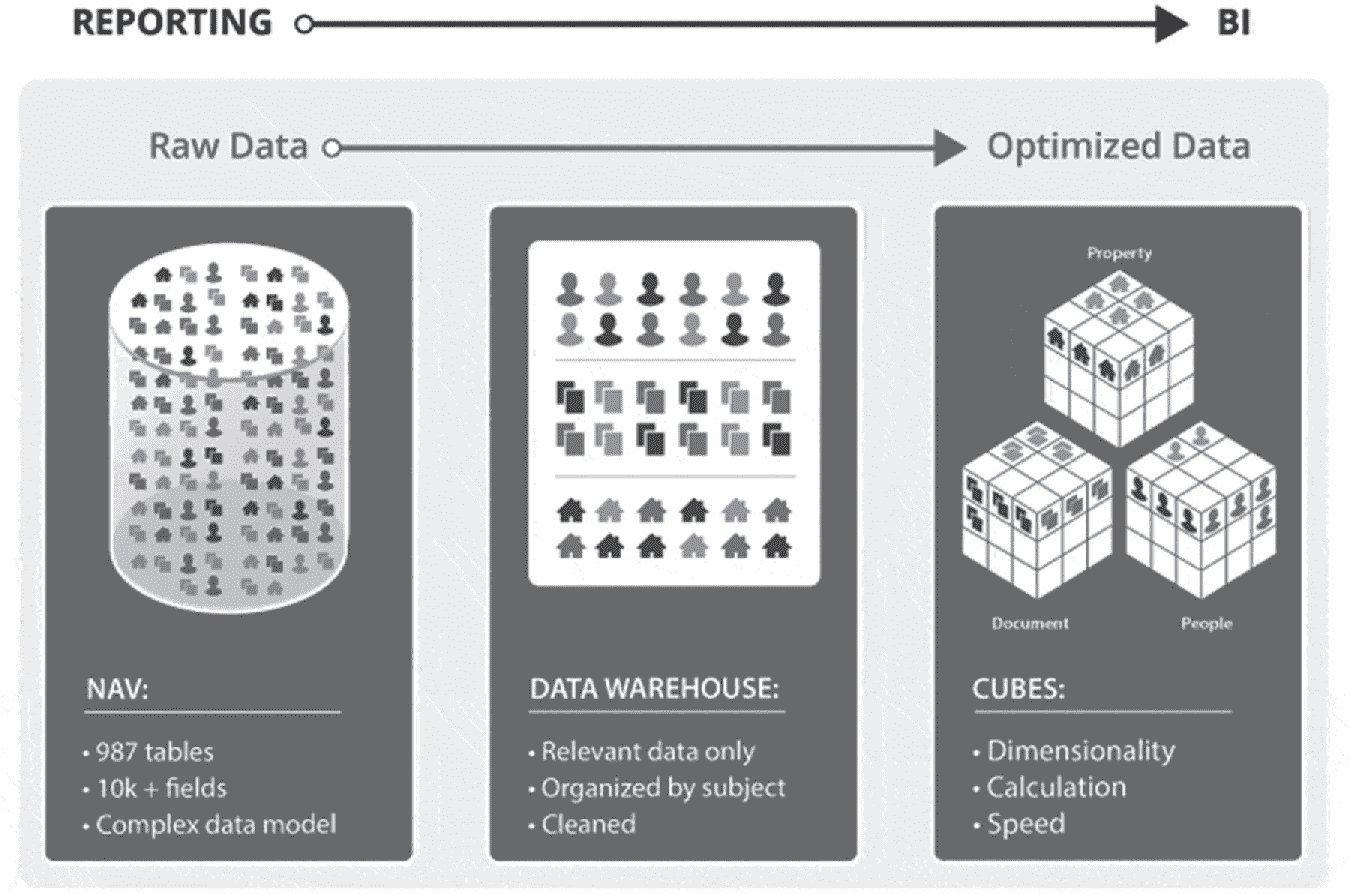 REPORTING BI
Raw Data Optimized Data
Property
Document People
NAV:
• 987 tables
• 10k + fields
• Complex data model
DATA WAREHOUSE:
• Relevant data only
• Organized by subject
• Cleaned
CUBES:
• Dimensionality
• Calculation
• Speed